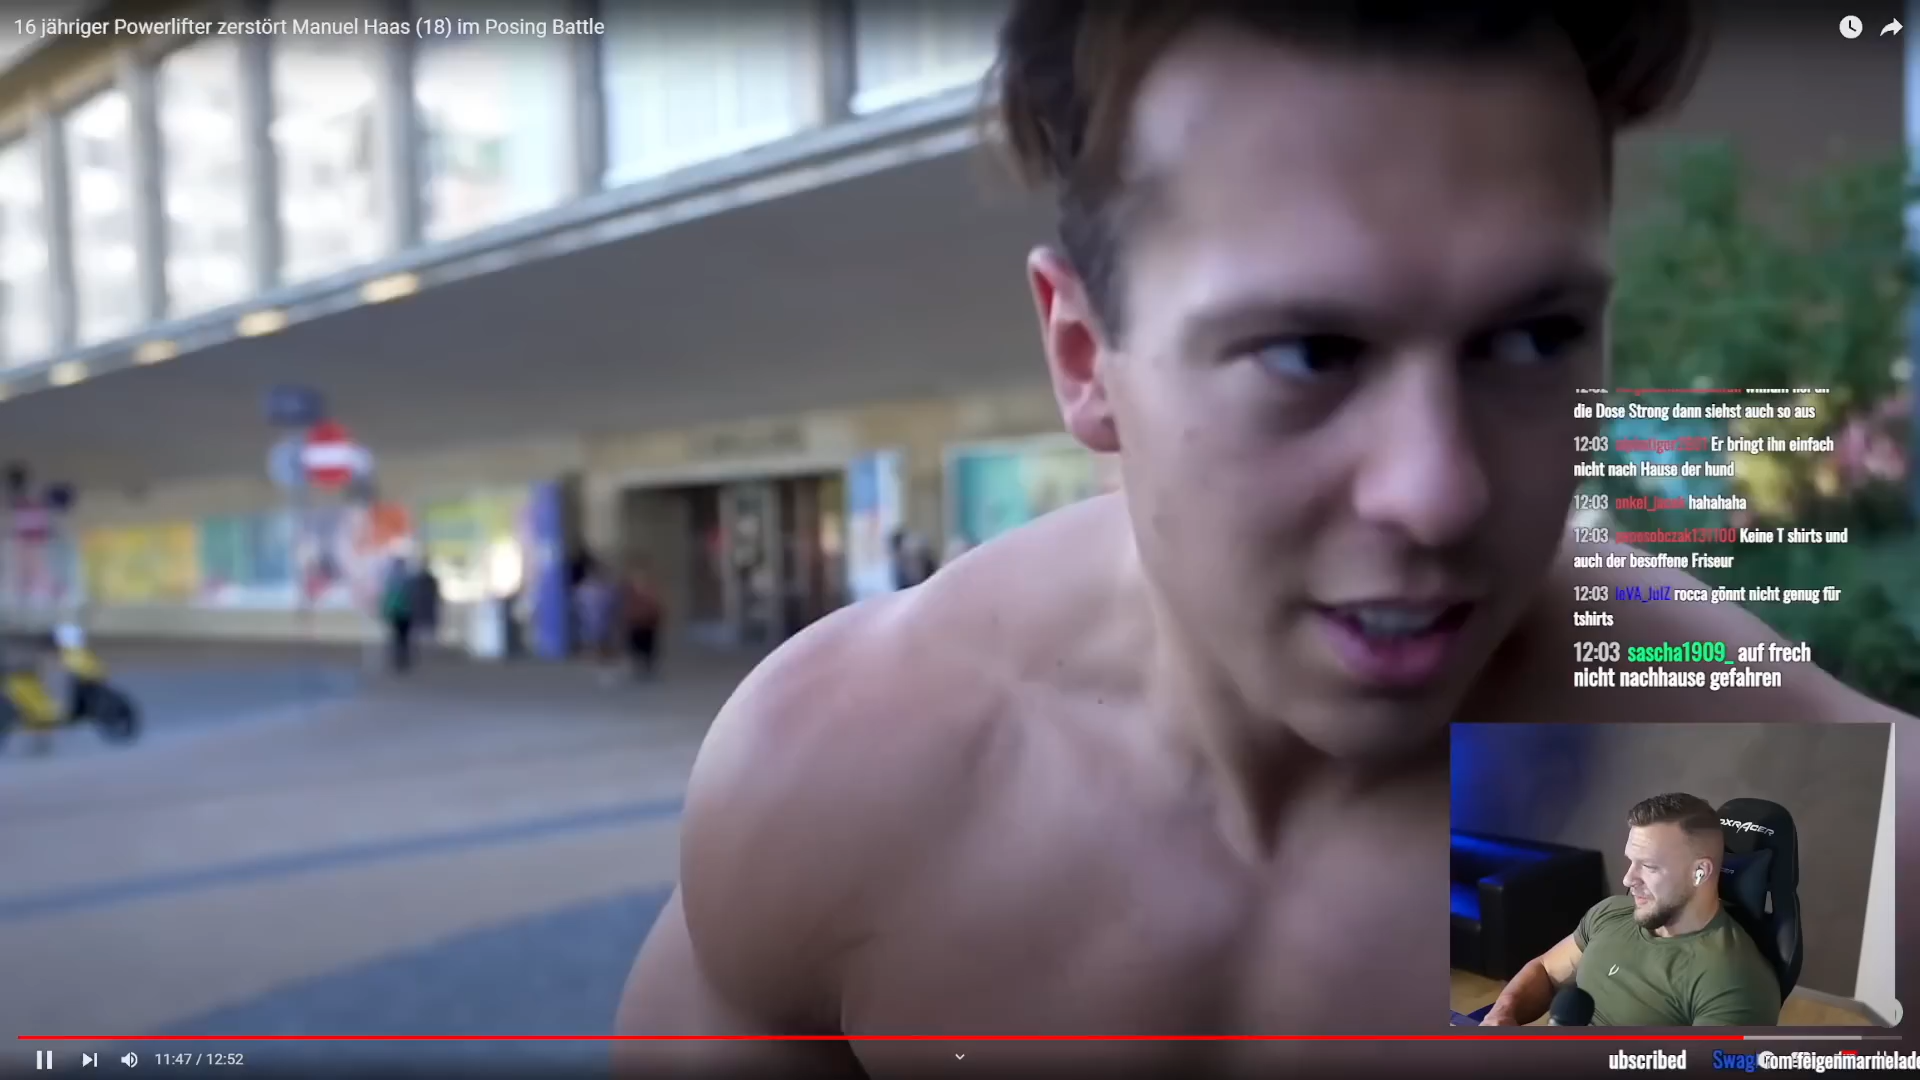 16 jähriger Powerlifter zerstört Manuel Haas (18) im Posing Battle
die Dose Strong dann siehst auch so aus
12:03 Er bringt ihn einfach
nicht nach Hause der hund
12:03 hahahaha
12:03 Keine T shirts und
auch der besoffene Friseur
12:03 leVA_JulZ rocca gönnt nicht genug für
tshirts
12:03 sascha1909_ auf frech
nicht nachhause gefahren
DXRACER
11:47 / 12:52
ubscribed
Swag